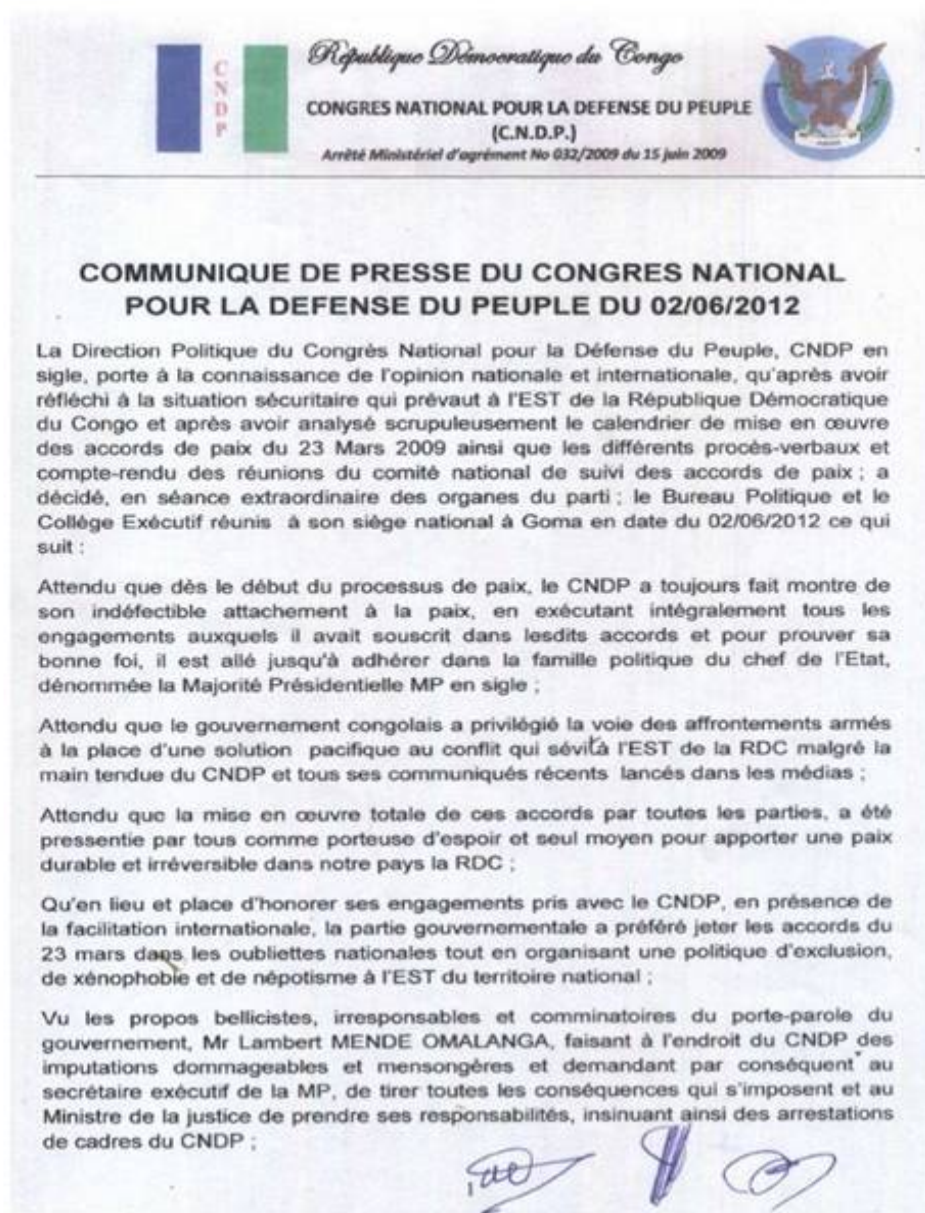 République Démocratique du Congo
CNDP
CONGRES NATIONAL POUR LA DEFENSE DU PEUPLE
(C.N.D.P.)
Arrêté Ministériel d'agrément No 032/2009 du 15 juin 2009
COMMUNIQUE DE PRESSE DU CONGRES NATIONAL
POUR LA DEFENSE DU PEUPLE DU 02/06/2012
La Direction Politique du Congrès National pour la Défense du Peuple, CNDP en
sigle, porte à la connaissance de l'opinion nationale et internationale, qu'après avoir
réfléchi à la situation sécuritaire qui prévaut à l'EST de la République Démocratique
du Congo et après avoir analysé scrupuleusement le calendrier de mise en œuvre
des accords de paix du 23 Mars 2009 ainsi que les différents procès-verbaux et
compte-rendu des réunions du comité national de suivi des accords de paix ; a
décidé, en séance extraordinaire des organes du parti ; le Bureau Politique et le
Collège Exécutif réunis à son siège national à Goma en date du 02/06/2012 ce qui
suit :
Attendu que dès le début du processus de paix, le CNDP a toujours fait montre de
son indéfectible attachement à la paix, en exécutant intégralement tous les
engagements auxquels il avait souscrit dans lesdits accords et pour prouver sa
bonne foi, il est allé jusqu'à adhérer dans la famille politique du chef de l'Etat,
dénommée la Majorité Présidentielle MP en sigle ;
Attendu que le gouvernement congolais a privilégié la voie des affrontements armés
à la place d'une solution pacifique au conflit qui sévit à l'EST de la RDC malgré la
main tendue du CNDP et tous ses communiqués récents lancés dans les médias ;
Attendu que la mise en œuvre totale de ces accords par toutes les parties, a été
pressentie par tous comme porteuse d'espoir et seul moyen pour apporter une paix
durable et irréversible dans notre pays la RDC ;
Qu'en lieu et place d'honorer ses engagements pris avec le CNDP, en présence de
la facilitation internationale, la partie gouvernementale a préféré jeter les accords du
23 mars dans les oubliettes nationales tout en organisant une politique d'exclusion,
de xénophobie et de népotisme à l'EST du territoire national ;
Vu les propos bellicistes, irresponsables et comminatoires du porte-parole du
gouvernement, Mr Lambert MENDE OMALANGA, faisant à l'endroit du CNDP des
imputations dommageables et mensongères et demandant par conséquent au
secrétaire exécutif de la MP, de tirer toutes les conséquences qui s'imposent et au
Ministre de la justice de prendre ses responsabilités, insinuant ainsi des arrestations
de cadres du CNDP ;